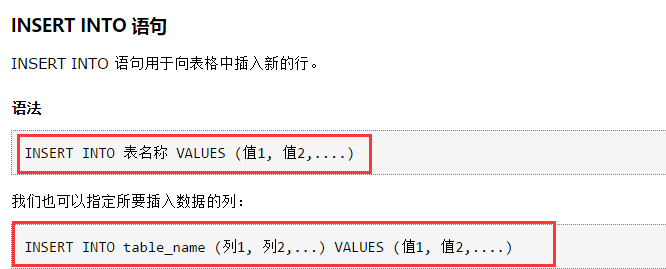 INSERT INTO 语句
INSERT INTO 语句用于向表格中插入新的行。
语法
INSERT INTO 表名称 VALUES (值1, 值2,....)
我们也可以指定所要插入数据的列：
INSERT INTO table_name (列1, 列2,...) VALUES (值1, 值2,....)